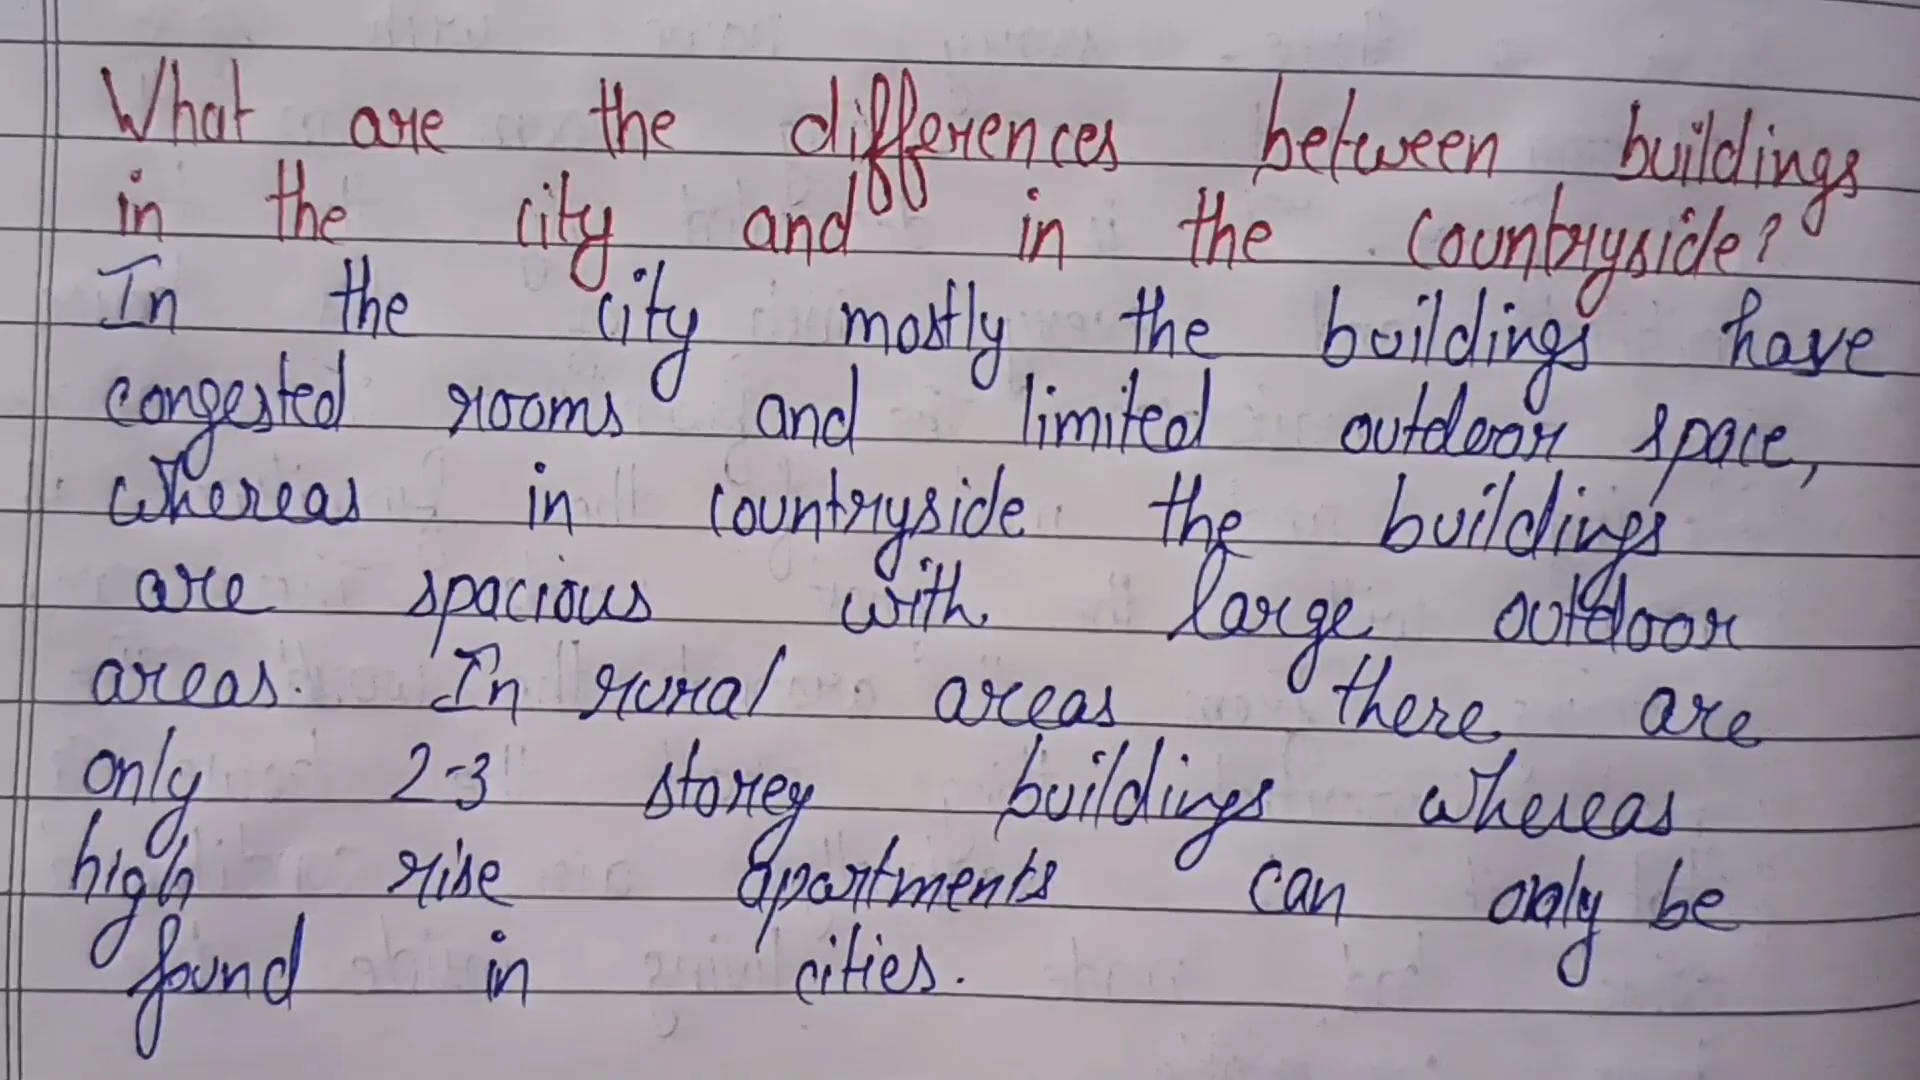 What are the differences between buildings
in the city and in the countryside?
In the city mostly the buildings have
congested rooms and limited outdoor space,
whereas in countryside the buildings
are spacious with large outdoor
areas. In rural areas there are
only 2-3 storey buildings whereas
high rise apartments can only be
found in cities.